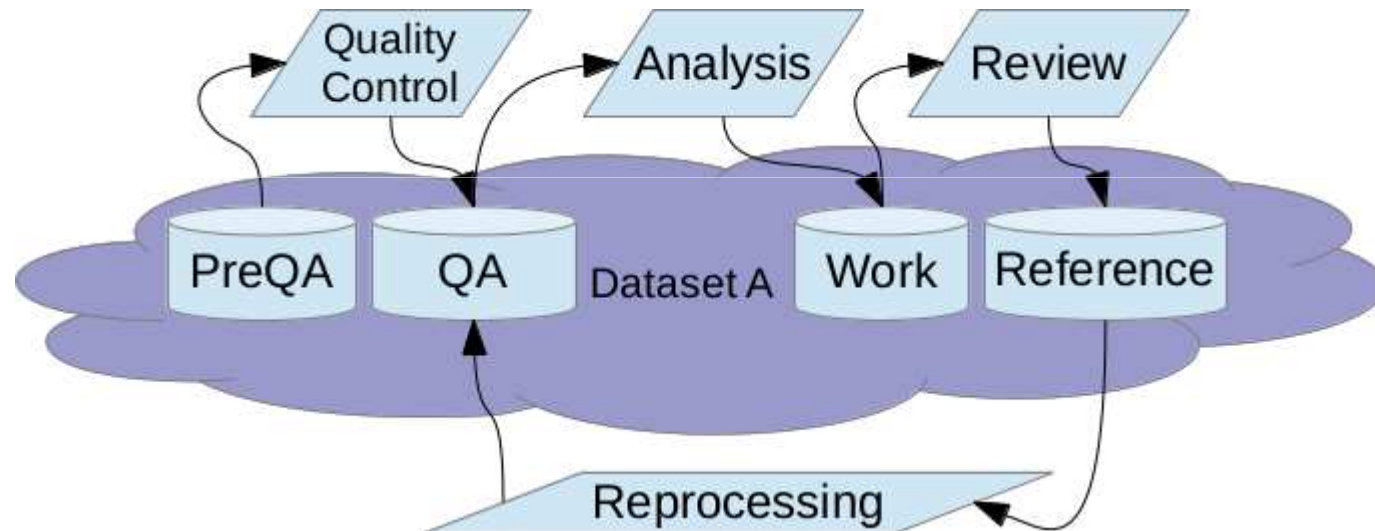 Quality
Control
Analysis
Review
PreQA
QA
Dataset A
Work
Reference
Reprocessing